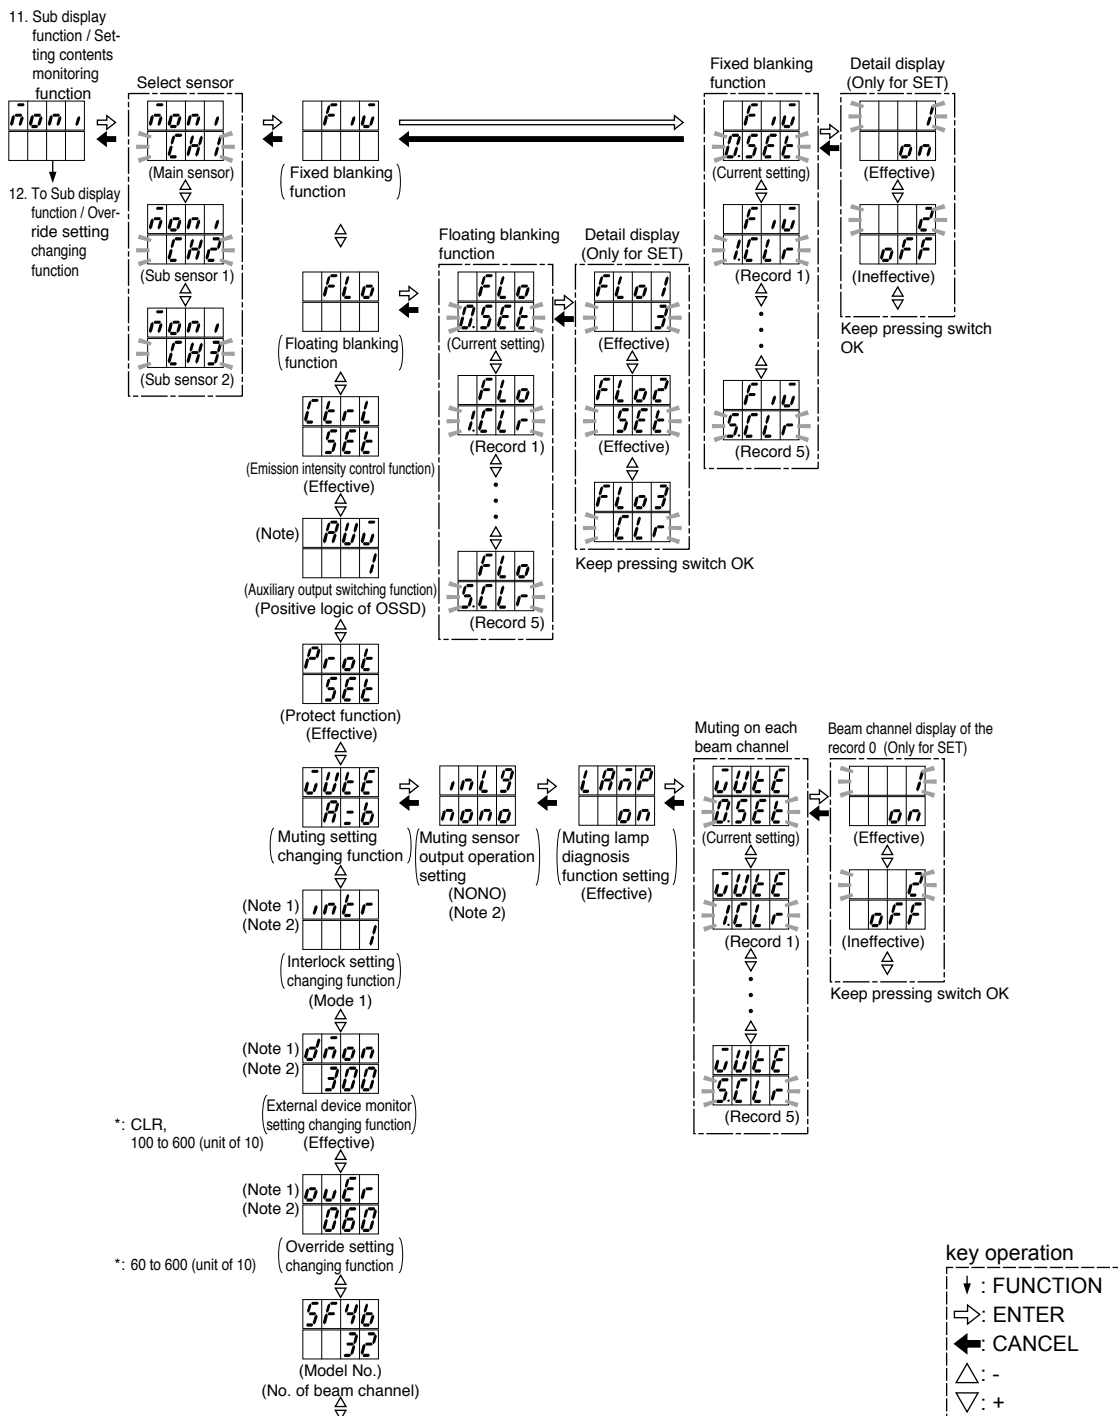 11. Sub display
function / Set-
ting contents
monitoring
function
moni
12. To Sub display
function / Over-
ride setting
changing
function
Select sensor
moni
CH1
(Main sensor)
moni
CH2
(Sub sensor 1)
moni
CH3
(Sub sensor 2)
Fim
(Fixed blanking
function)
FLo
(Floating blanking
function)
Ctrl
SEt
(Emission intensity control function)
(Effective)
(Note)
AUm
1
(Auxiliary output switching function)
(Positive logic of OSSD)
Prot
SEt
(Protect function)
(Effective)
mUtE
A=b
(Muting setting
changing function)
inL9
nono
(Muting sensor
output operation
setting)
(NONO)
(Note 2)
LAmP
on
(Muting lamp
diagnosis
function setting)
(Effective)
(Note 1)
(Note 2)
intr
1
(Interlock setting
changing function)
(Mode 1)
(Note 1)
(Note 2)
dmon
300
(External device monitor
setting changing function)
(Effective)
*: CLR,
100 to 600 (unit of 10)
(Note 1)
(Note 2)
ovEr
060
(Override setting
changing function)
*: 60 to 600 (unit of 10)
SF4b
32
(Model No.)
(No. of beam channel)
Floating blanking
function
FLo
0.SEt
(Current setting)
FLo
1.CLr
(Record 1)
FLo
5.CLr
(Record 5)
Detail display
(Only for SET)
FLo1
3
(Effective)
FLo2
SEt
(Effective)
FLo3
CLr
Keep pressing switch OK
Fixed blanking
function
Fim
0.SEt
(Current setting)
Fim
1.CLr
(Record 1)
Fim
5.CLr
(Record 5)
Detail display
(Only for SET)
1
on
(Effective)
2
oFF
(Ineffective)
Keep pressing switch
OK
Muting on each
beam channel
mUtE
0.SEt
(Current setting)
mUtE
1.CLr
(Record 1)
mUtE
5.CLr
(Record 5)
Beam channel display of the
record 0 (Only for SET)
1
on
(Effective)
2
oFF
(Ineffective)
Keep pressing switch OK
key operation
: FUNCTION
: ENTER
: CANCEL
: -
: +